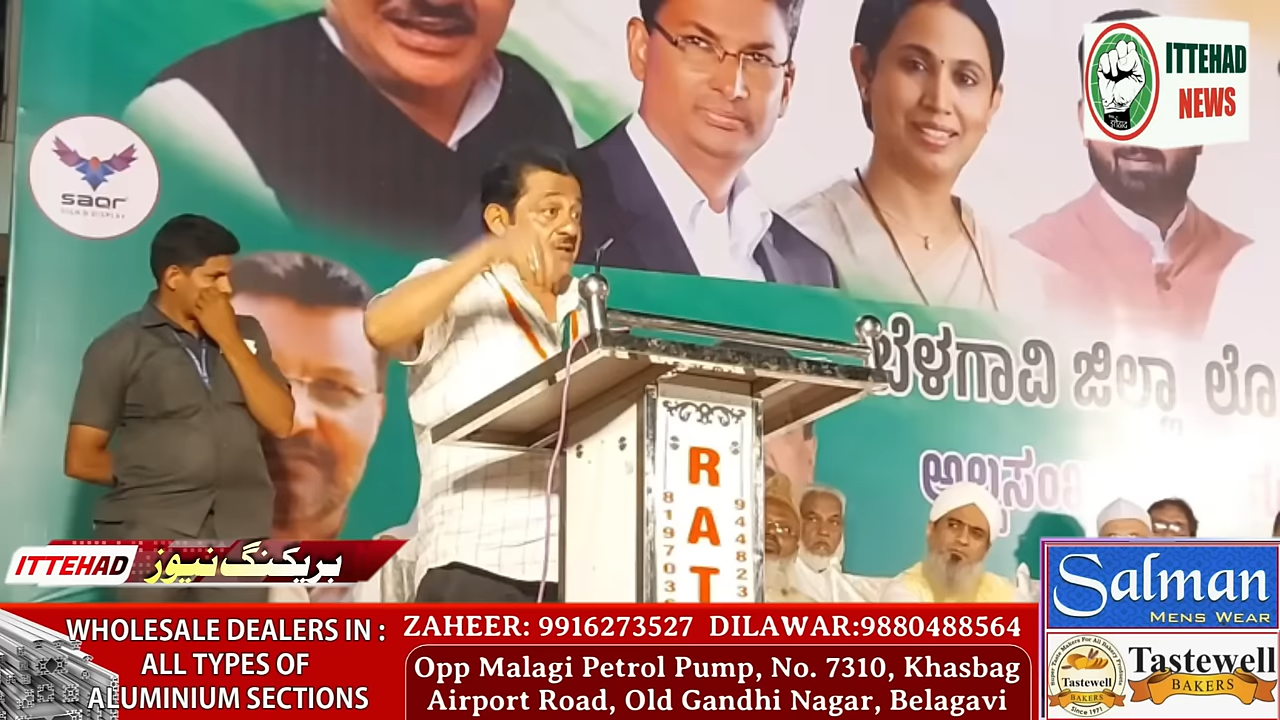 ITTEHAD
NEWS
saar
SIGN & DISPLAY
ಬೆಳಗಾವಿ ಜಿಲ್ಲಾ ಲೊ
R
A
T
ITTEHAD بریکنگ نیوز
WHOLESALE DEALERS IN :
ALL TYPES OF
ALUMINIUM SECTIONS
ZAHEER: 9916273527 DILAWAR:9880488564
Opp Malagi Petrol Pump, No. 7310, Khasbag
Airport Road, Old Gandhi Nagar, Belagavi
Salman
MENS WEAR
Tastewell
BAKERS
Since 1971
Tastewell
BAKERS